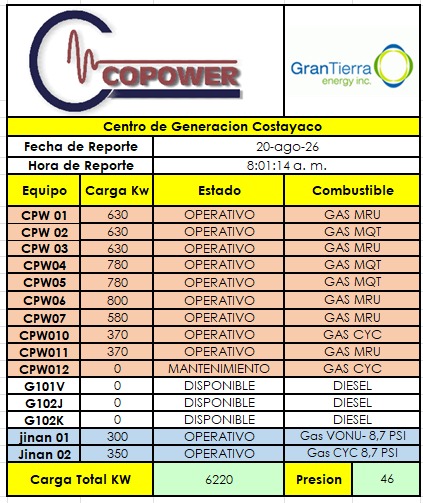 COPOWER
GranTierra
energy inc.
Centro de Generacion Costayaco
Fecha de Reporte 20-ago-26
Hora de Reporte 8:01:14 a. m.
Equipo Carga Kw Estado Combustible
CPW 01 630 OPERATIVO GAS MRU
CPW 02 630 OPERATIVO GAS MQT
CPW 03 630 OPERATIVO GAS MRU
CPW04 780 OPERATIVO GAS MQT
CPW05 780 OPERATIVO GAS MQT
CPW06 800 OPERATIVO GAS MRU
CPW07 580 OPERATIVO GAS MRU
CPW010 370 OPERATIVO GAS CYC
CPW011 370 OPERATIVO GAS MRU
CPW012 0 MANTENIMIENTO GAS CYC
G101V 0 DISPONIBLE DIESEL
G102J 0 DISPONIBLE DIESEL
G102K 0 DISPONIBLE DIESEL
jinan 01 300 OPERATIVO Gas VONU- 8,7 PSI
Jinan 02 350 OPERATIVO Gas CYC 8,7 PSI
Carga Total KW 6220 Presion 46